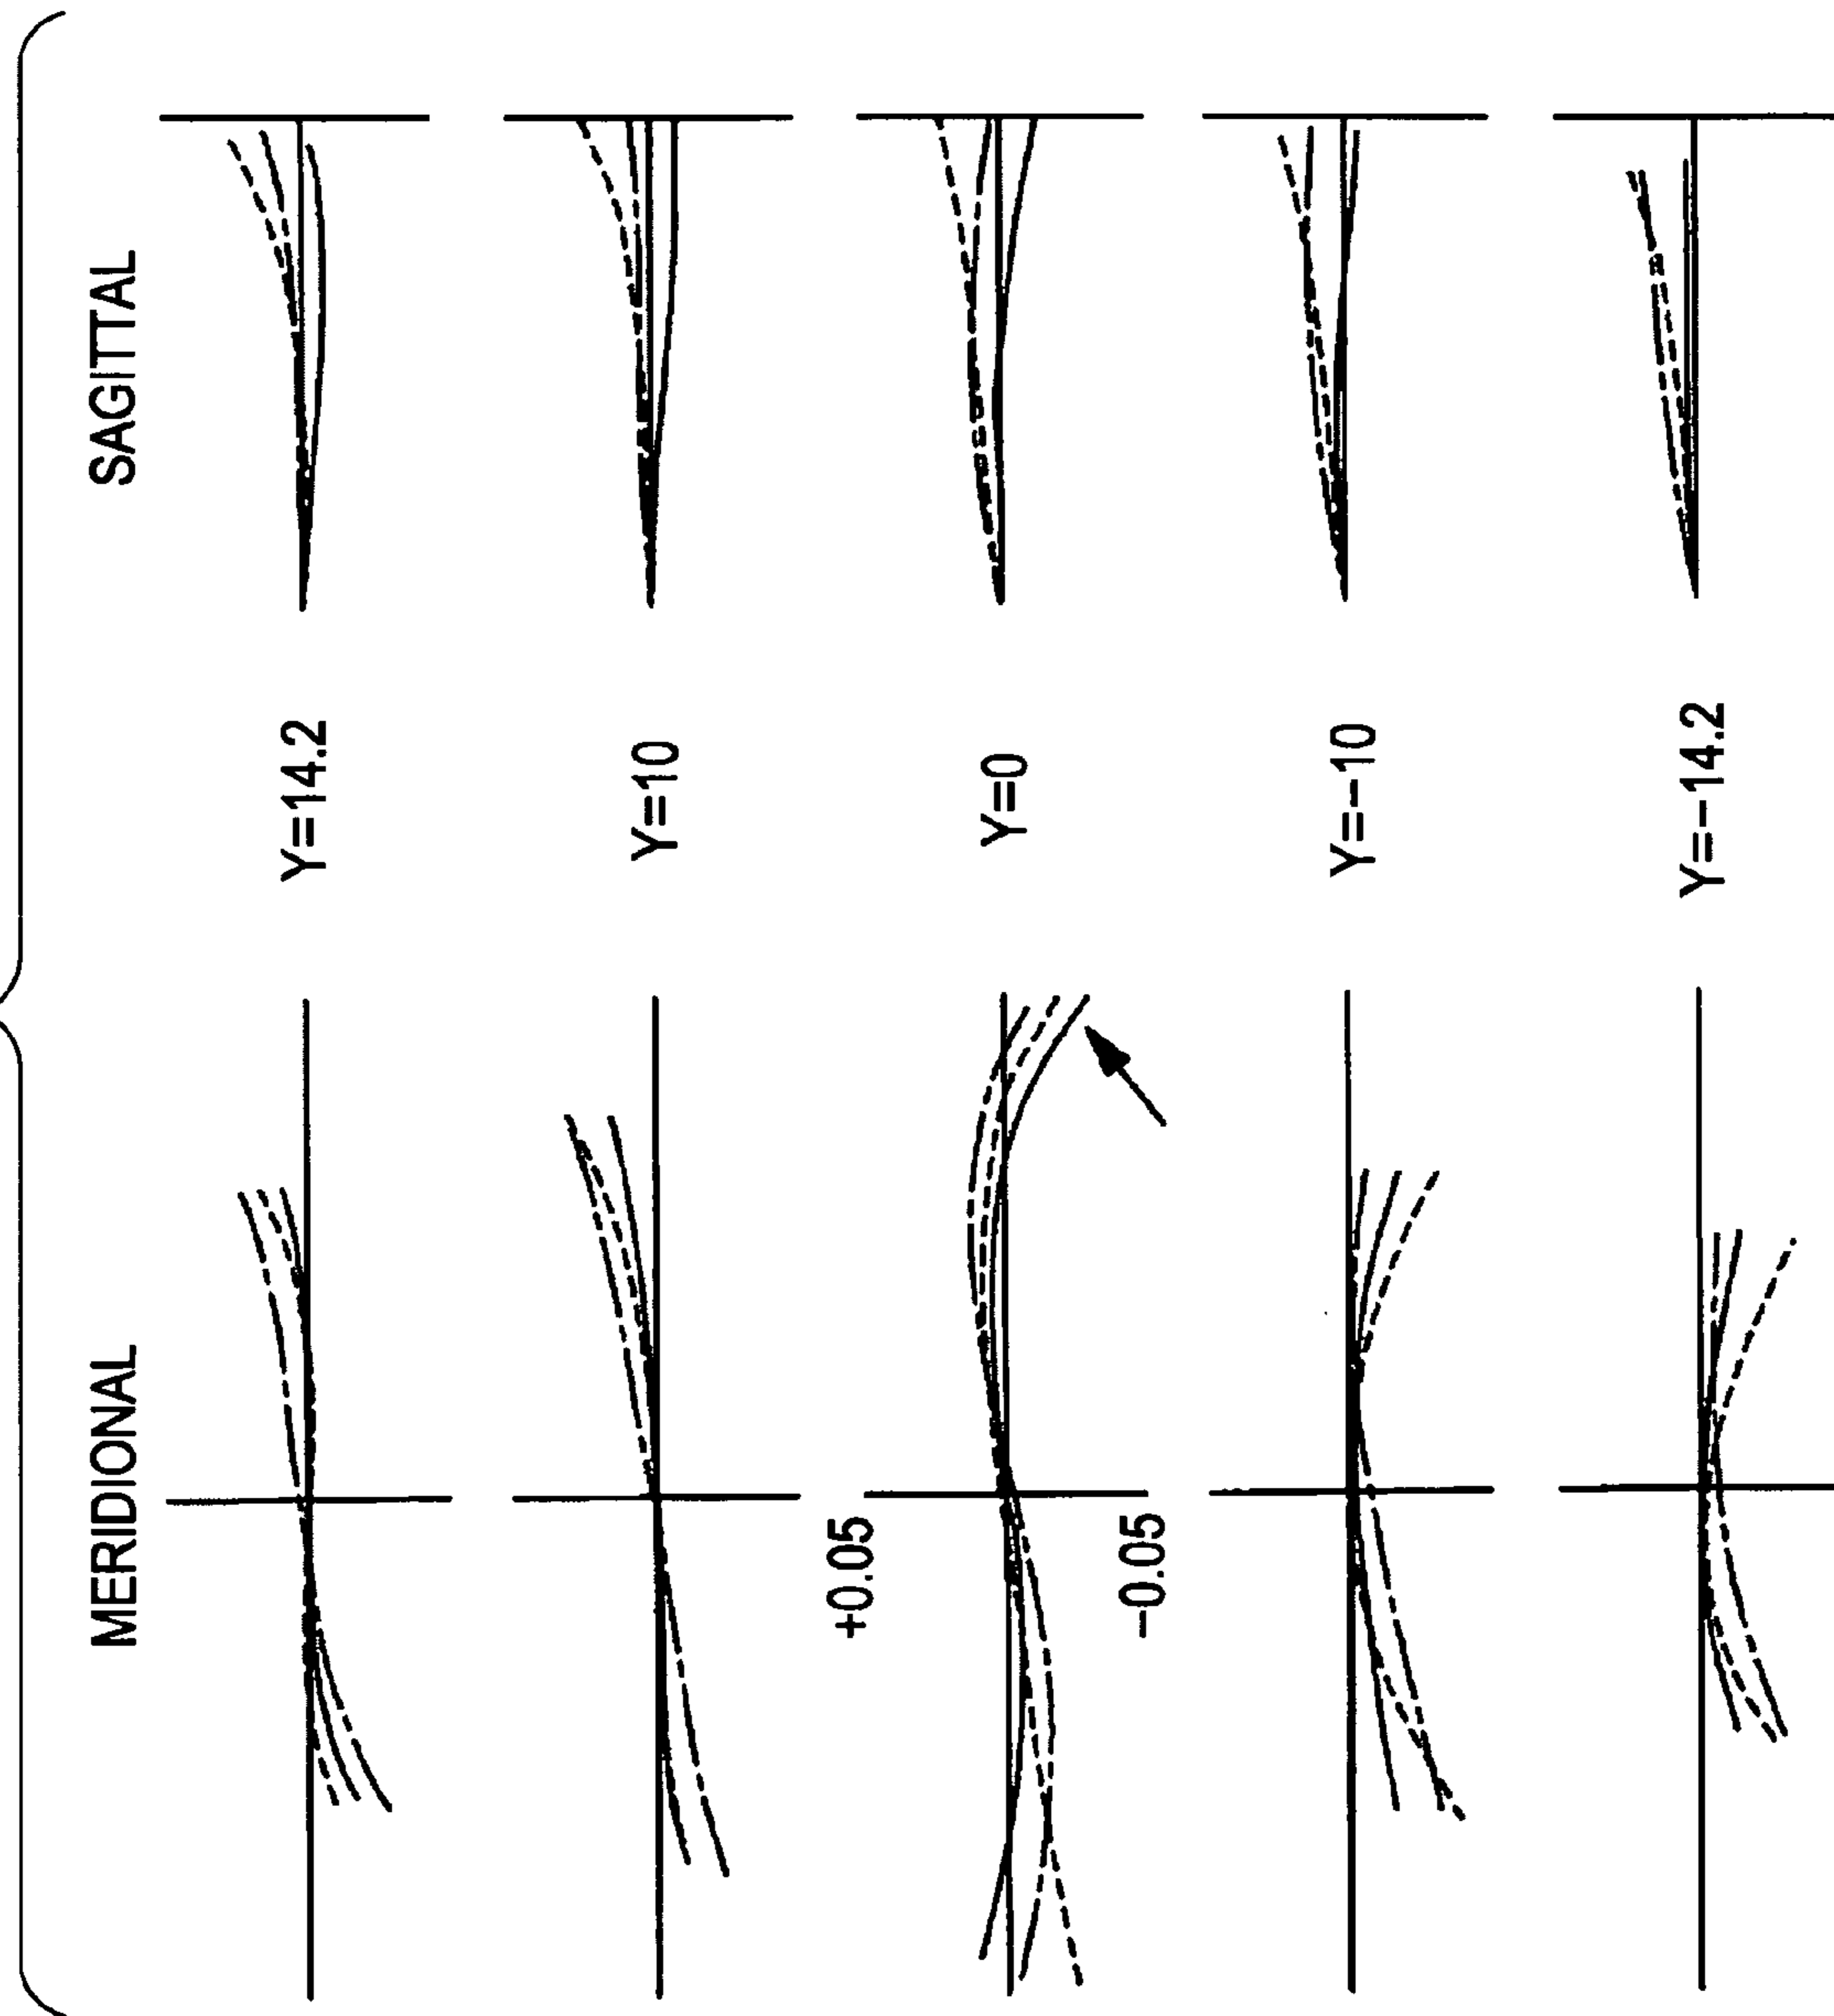 MERIDIONAL
SAGITTAL
Y=14.2
Y=10
+0.05
−0.05
Y=0
Y=−10
Y=−14.2